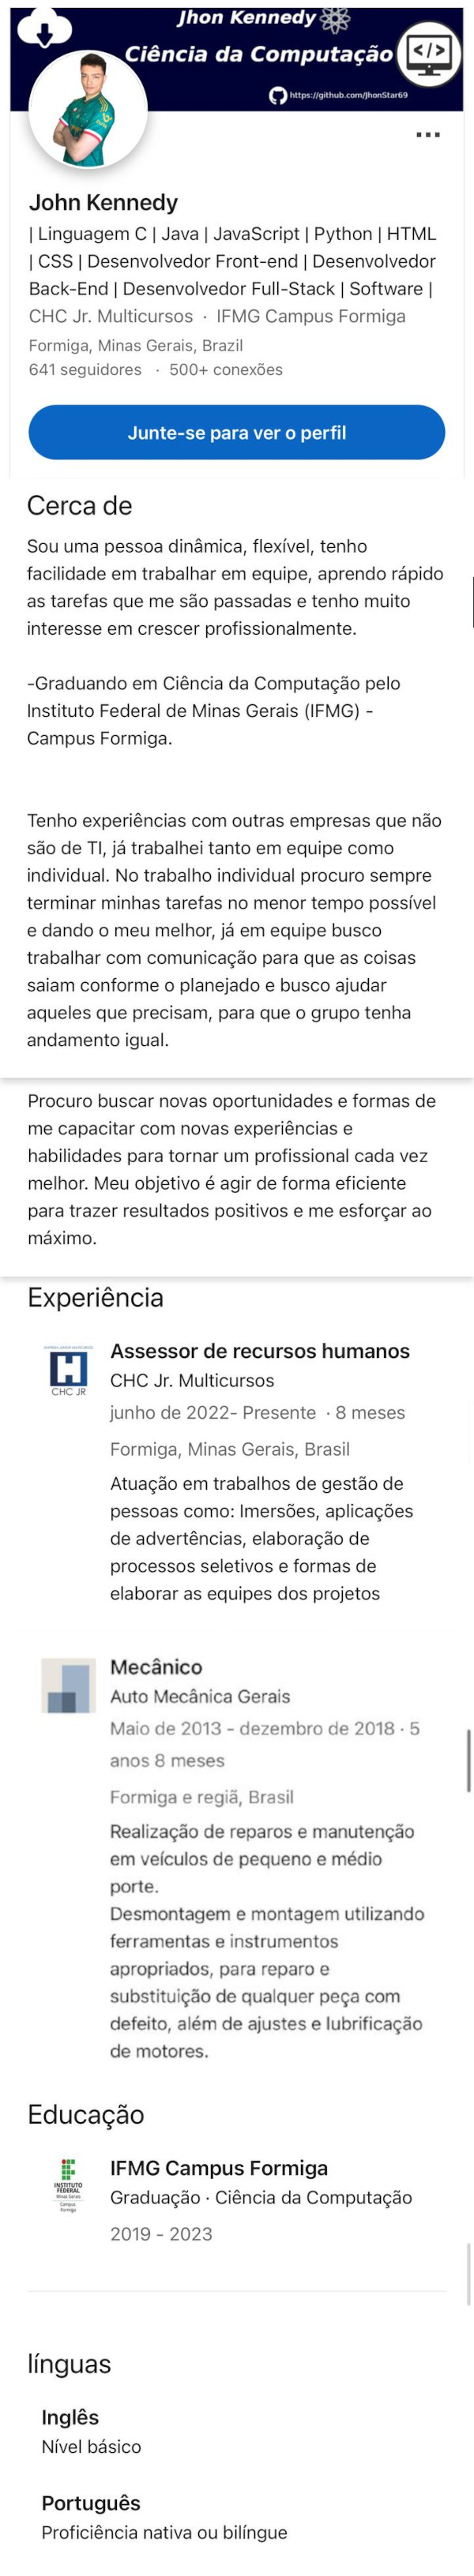 Jhon Kennedy
Ciência da Computação
</>
https://github.com/JhonStar69
John Kennedy
| Linguagem C | Java | JavaScript | Python | HTML
| CSS | Desenvolvedor Front-end | Desenvolvedor
Back-End | Desenvolvedor Full-Stack | Software |
CHC Jr. Multicursos · IFMG Campus Formiga
Formiga, Minas Gerais, Brazil
641 seguidores · 500+ conexões
Junte-se para ver o perfil
Cerca de
Sou uma pessoa dinâmica, flexível, tenho
facilidade em trabalhar em equipe, aprendo rápido
as tarefas que me são passadas e tenho muito
interesse em crescer profissionalmente.
-Graduando em Ciência da Computação pelo
Instituto Federal de Minas Gerais (IFMG) -
Campus Formiga.
Tenho experiências com outras empresas que não
são de TI, já trabalhei tanto em equipe como
individual. No trabalho individual procuro sempre
terminar minhas tarefas no menor tempo possível
e dando o meu melhor, já em equipe busco
trabalhar com comunicação para que as coisas
saiam conforme o planejado e busco ajudar
aqueles que precisam, para que o grupo tenha
andamento igual.
Procuro buscar novas oportunidades e formas de
me capacitar com novas experiências e
habilidades para tornar um profissional cada vez
melhor. Meu objetivo é agir de forma eficiente
para trazer resultados positivos e me esforçar ao
máximo.
Experiência
CHC JR
Assessor de recursos humanos
CHC Jr. Multicursos
junho de 2022- Presente · 8 meses
Formiga, Minas Gerais, Brasil
Atuação em trabalhos de gestão de
pessoas como: Imersões, aplicações
de advertências, elaboração de
processos seletivos e formas de
elaborar as equipes dos projetos
Mecânico
Auto Mecânica Gerais
Maio de 2013 - dezembro de 2018 · 5
anos 8 meses
Formiga e regiã, Brasil
Realização de reparos e manutenção
em veículos de pequeno e médio
porte.
Desmontagem e montagem utilizando
ferramentas e instrumentos
apropriados, para reparo e
substituição de qualquer peça com
defeito, além de ajustes e lubrificação
de motores.
Educação
INSTITUTO
FEDERAL
Minas Gerais
Campus
Formiga
IFMG Campus Formiga
Graduação · Ciência da Computação
2019 - 2023
línguas
Inglês
Nível básico
Português
Proficiência nativa ou bilíngue